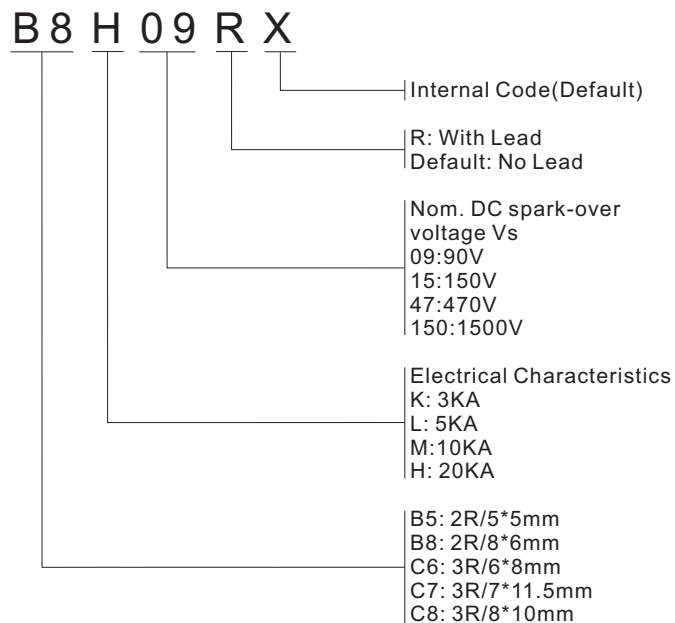 B8 H 09 R X
Internal Code(Default)
R: With Lead
Default: No Lead
Nom. DC spark-over
voltage Vs
09:90V
15:150V
47:470V
150:1500V
Electrical Characteristics
K: 3KA
L: 5KA
M:10KA
H: 20KA
B5: 2R/5*5mm
B8: 2R/8*6mm
C6: 3R/6*8mm
C7: 3R/7*11.5mm
C8: 3R/8*10mm